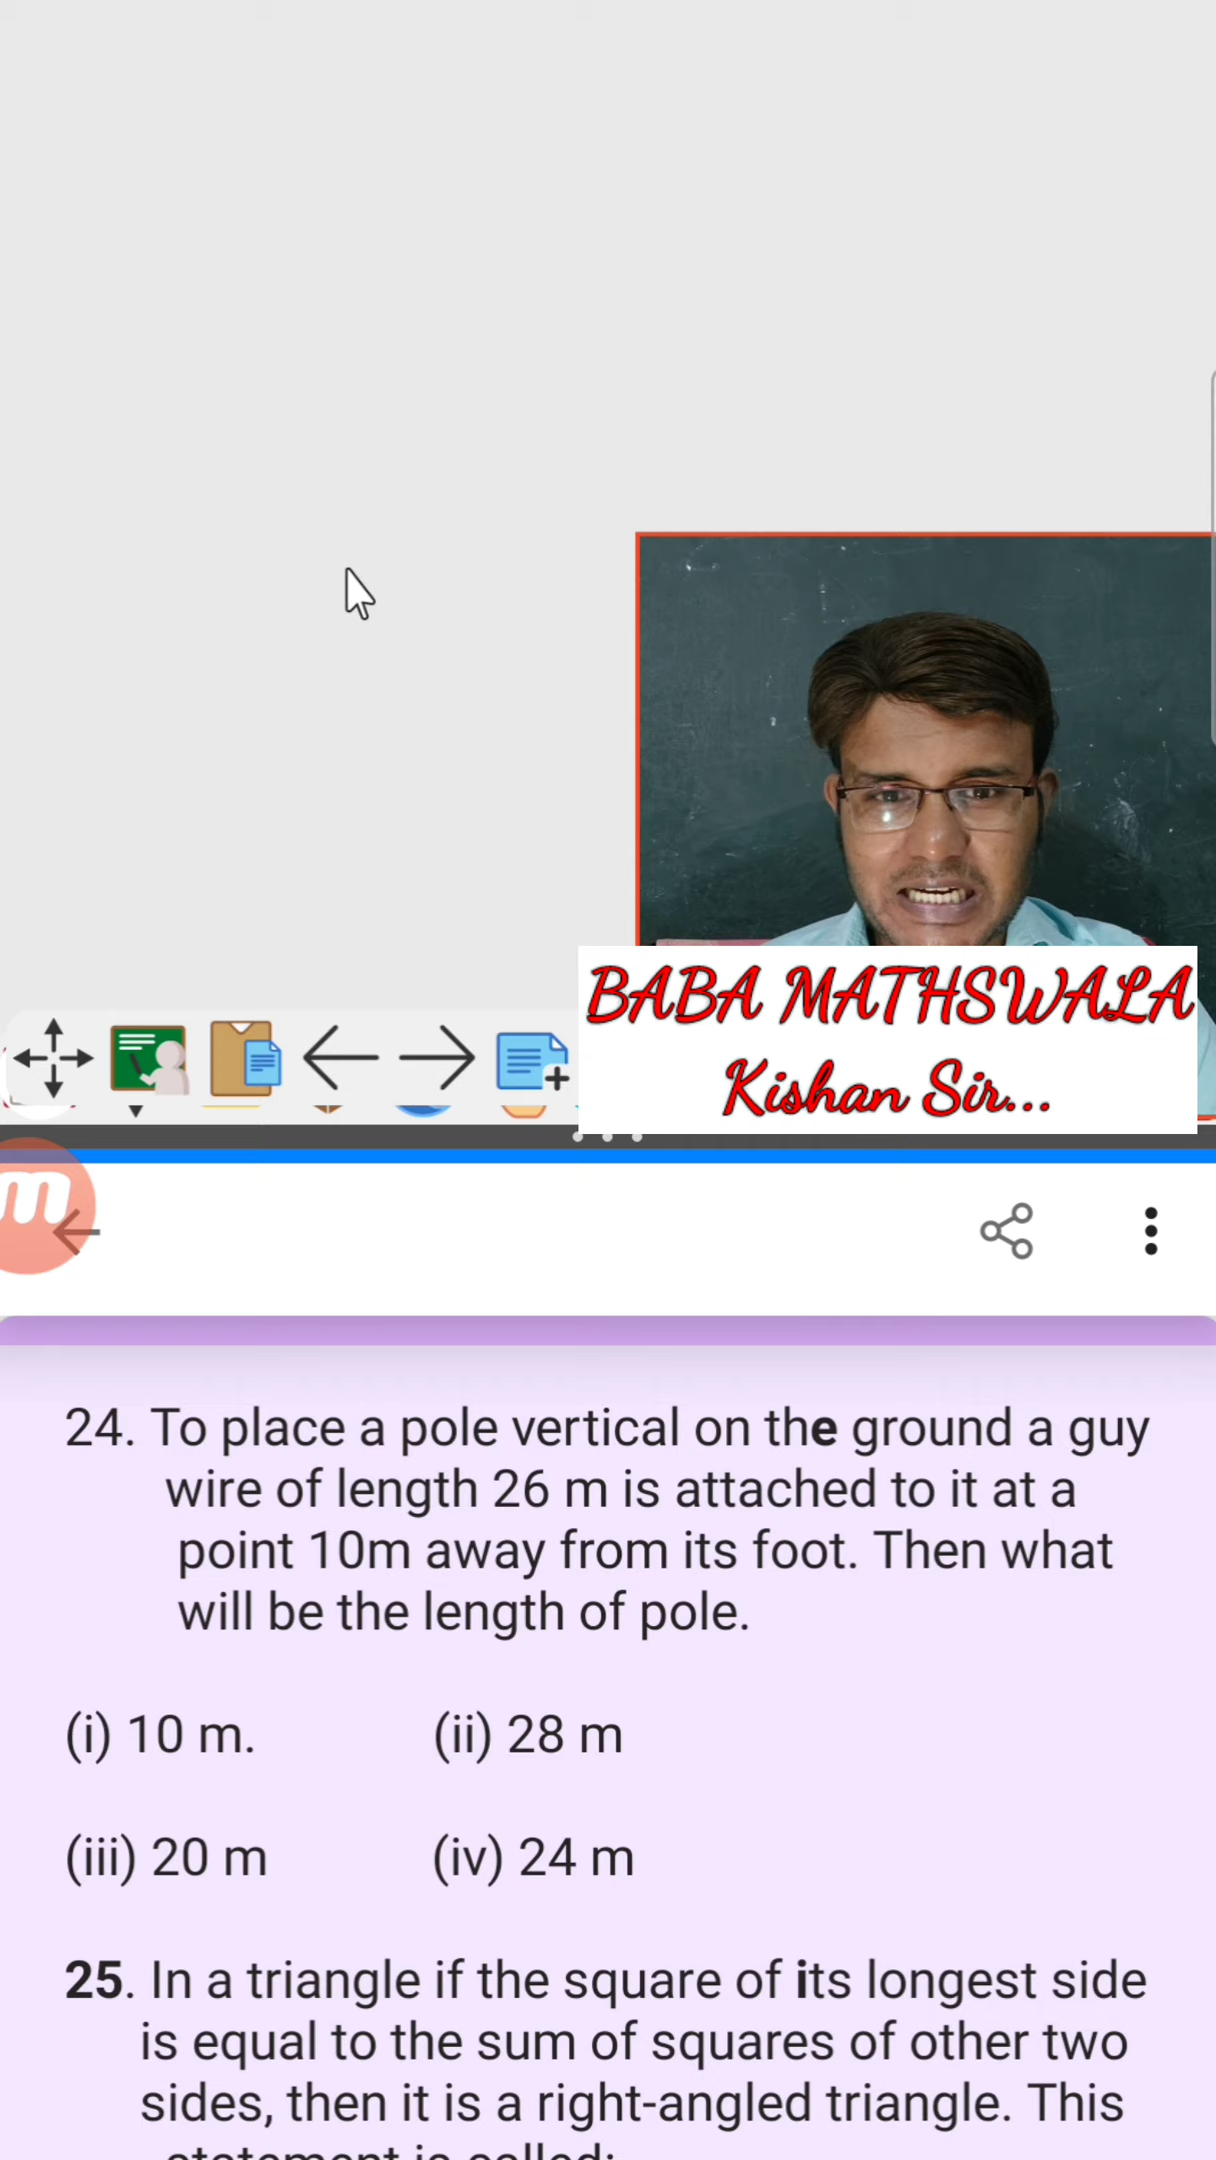 BABA MATHSWALA
Kishan Sir...
m
24. To place a pole vertical on the ground a guy
wire of length 26 m is attached to it at a
point 10m away from its foot. Then what
will be the length of pole.
(i) 10 m. (ii) 28 m
(iii) 20 m (iv) 24 m
25. In a triangle if the square of its longest side
is equal to the sum of squares of other two
sides, then it is a right-angled triangle. This
statement is called: